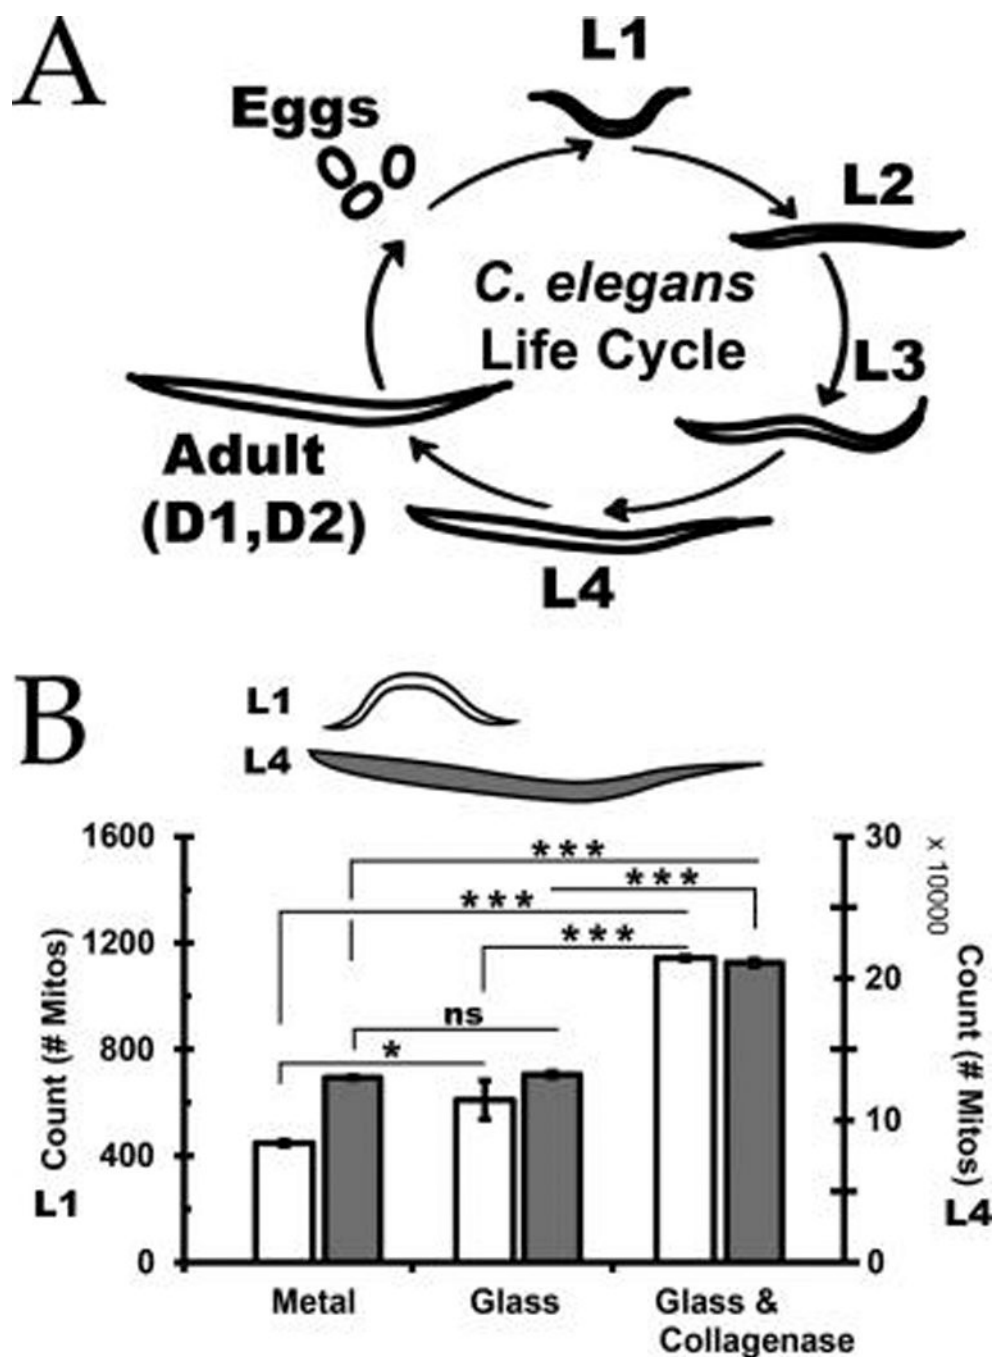 A
L1
Eggs
L2
C. elegans
Life Cycle
L3
Adult
(D1,D2)
L4
B
L1
L4
1600
1200
800
400
0
Count (# Mitos)
L1
30
20
10
0
x 10000
Count (# Mitos)
L4
***
***
***
***
ns
*
Metal
Glass
Glass &
Collagenase